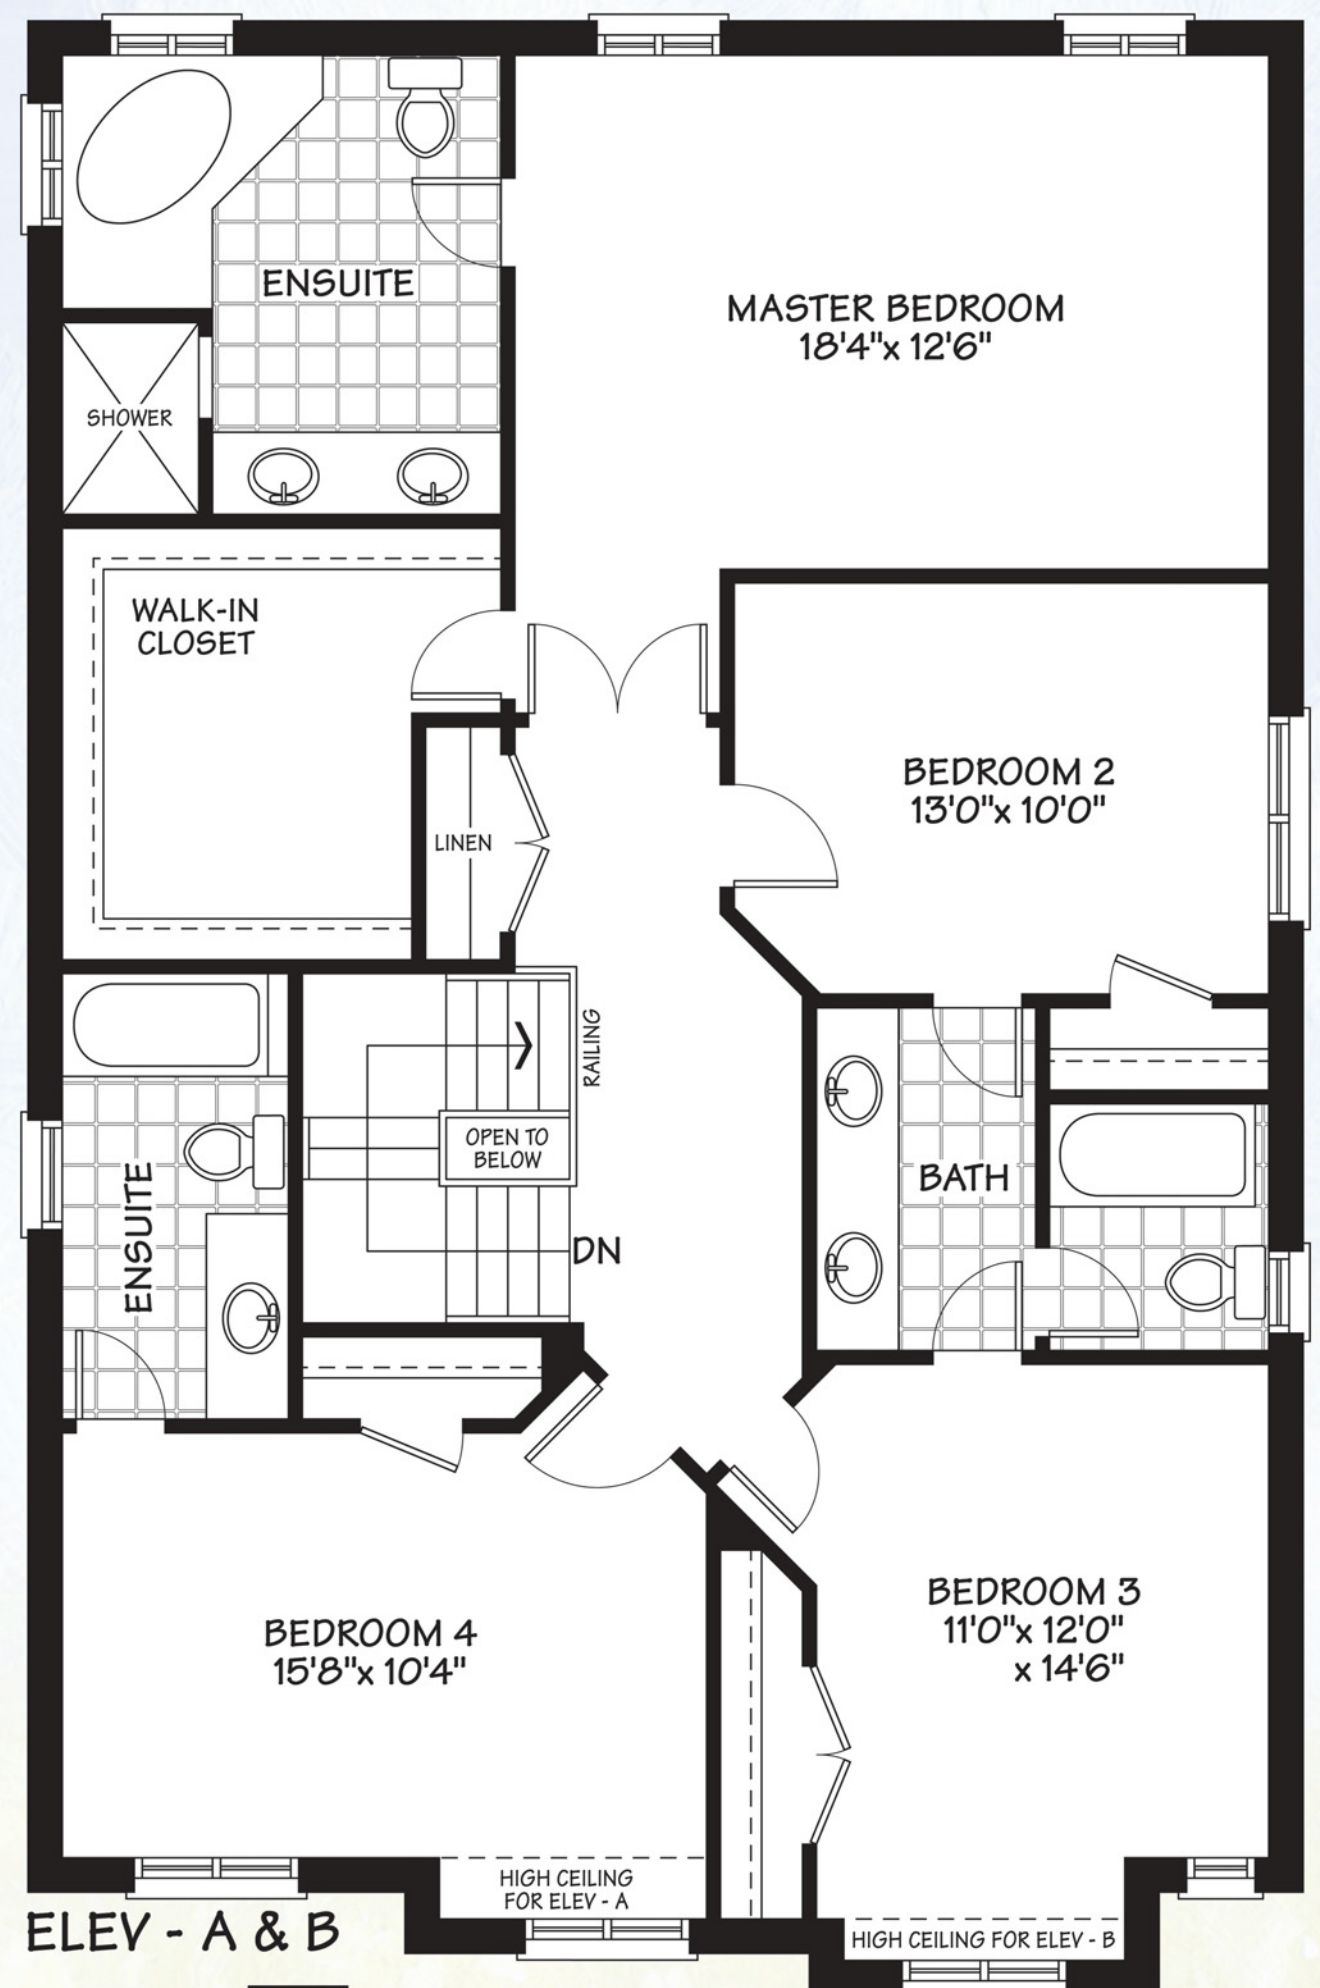 ENSUITE
MASTER BEDROOM
18'4"x 12'6"
SHOWER
WALK-IN
CLOSET
BEDROOM 2
13'0"x 10'0"
LINEN
RAILING
OPEN TO
BELOW
BATH
ENSUITE
DN
BEDROOM 3
11'0"x 12'0"
x 14'6"
BEDROOM 4
15'8"x 10'4"
HIGH CEILING
FOR ELEV - A
HIGH CEILING FOR ELEV - B
ELEV - A & B